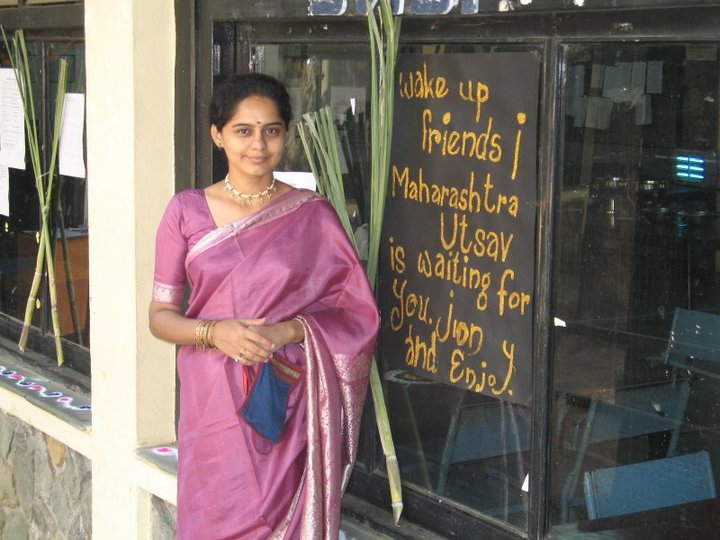 wake up
friends!
Maharashtra
Utsav
is waiting for
You. Jion
and Enjoy.